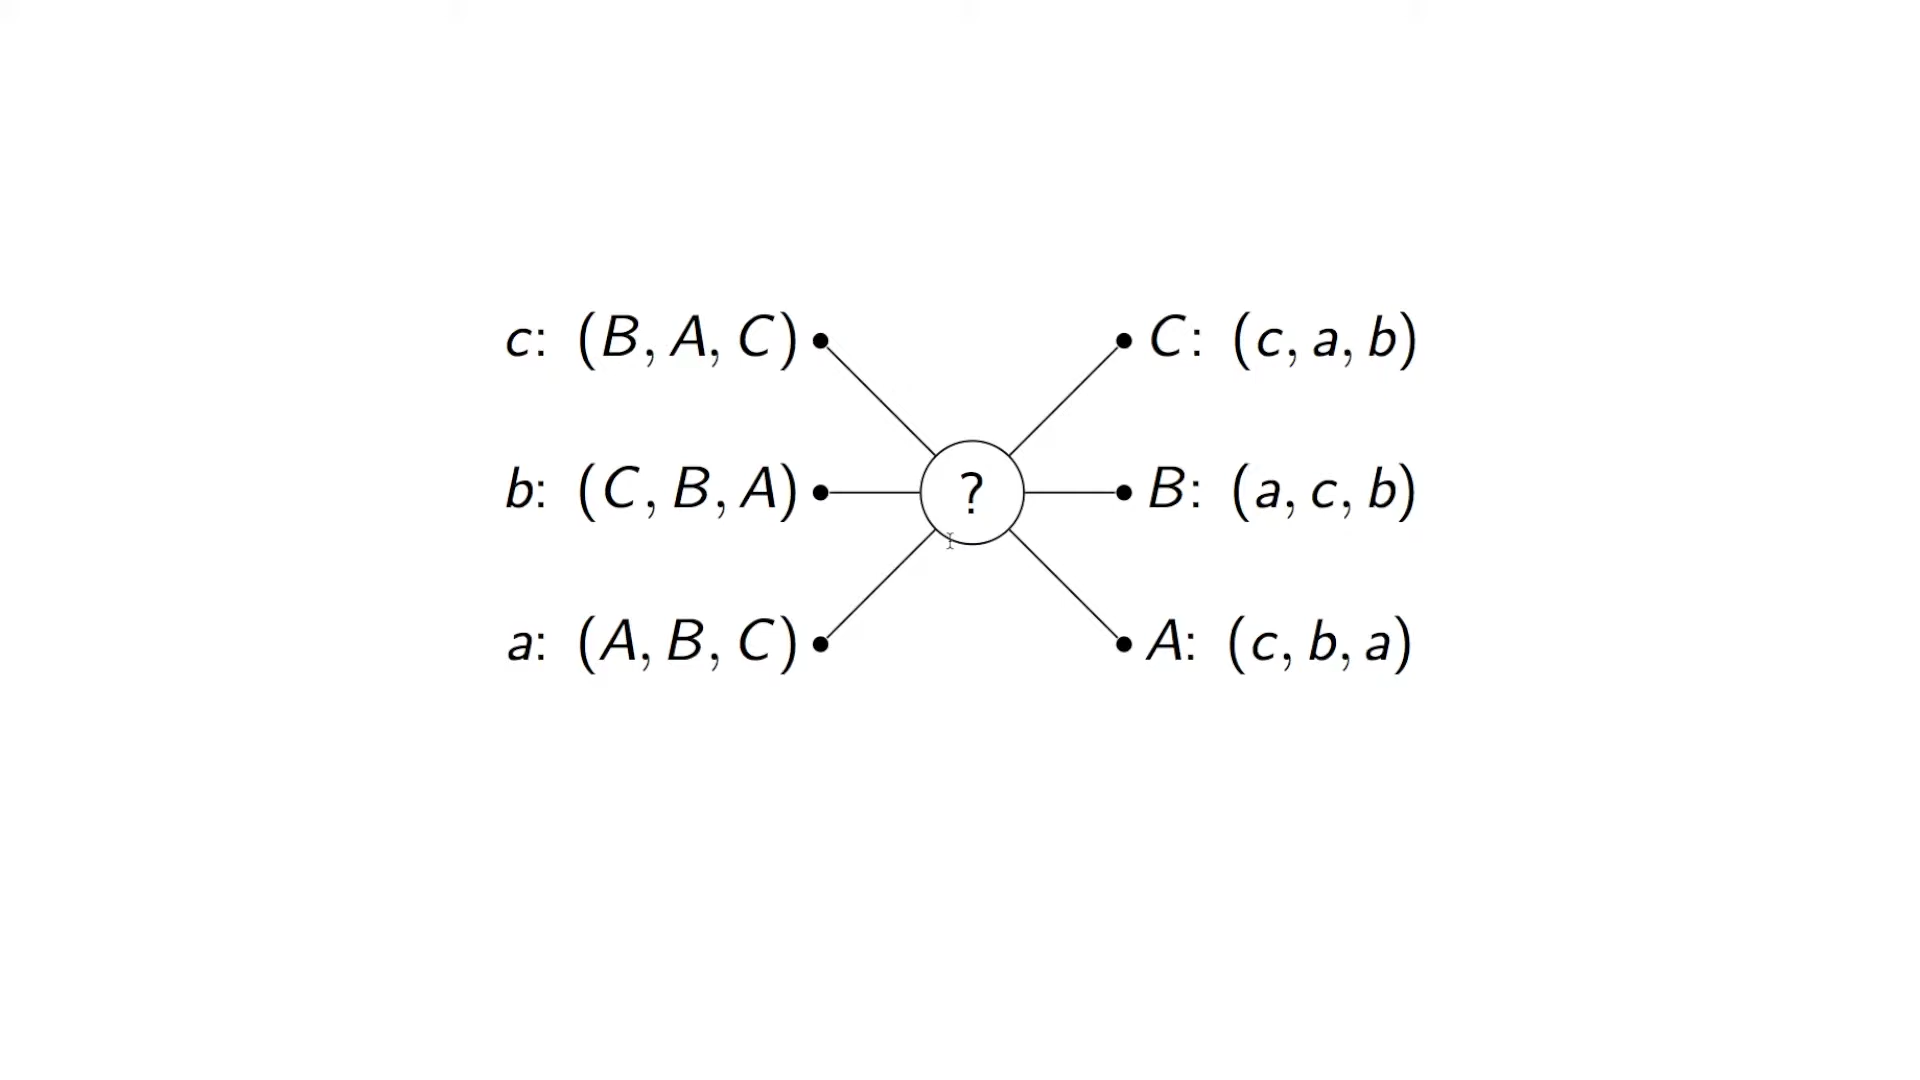 c: (B, A, C) C: (c, a, b)
b: (C, B, A) ? B: (a, c, b)
a: (A, B, C) A: (c, b, a)